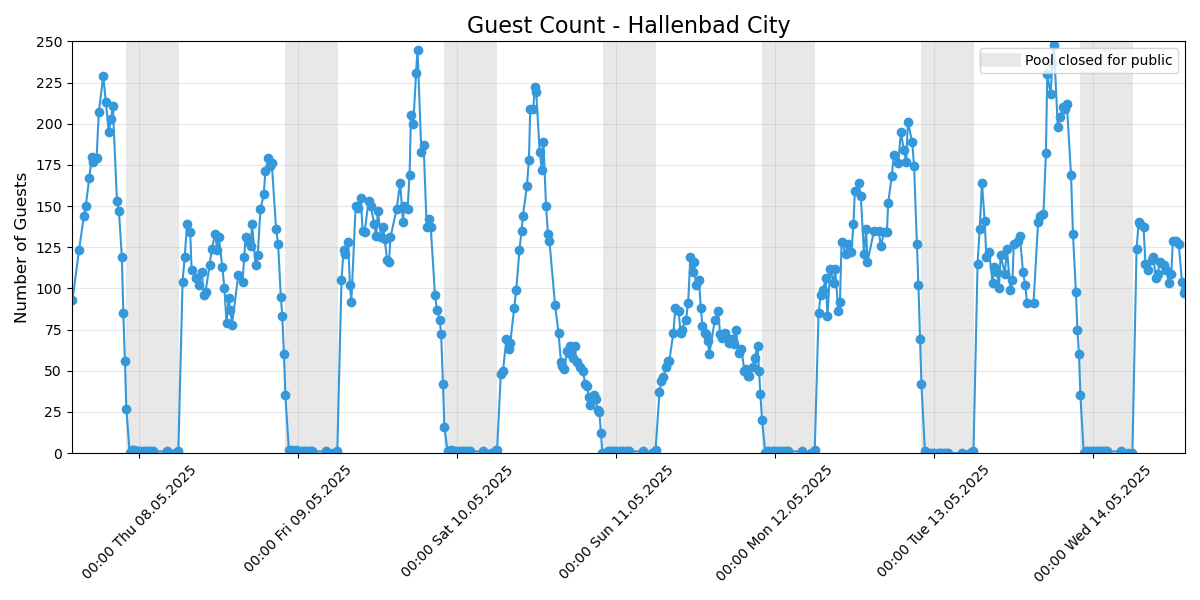 Guest Count - Hallenbad City
Pool closed for public
Number of Guests
250
225
200
175
150
125
100
75
50
25
0
00:00 Thu 08.05.2025
00:00 Fri 09.05.2025
00:00 Sat 10.05.2025
00:00 Sun 11.05.2025
00:00 Mon 12.05.2025
00:00 Tue 13.05.2025
00:00 Wed 14.05.2025